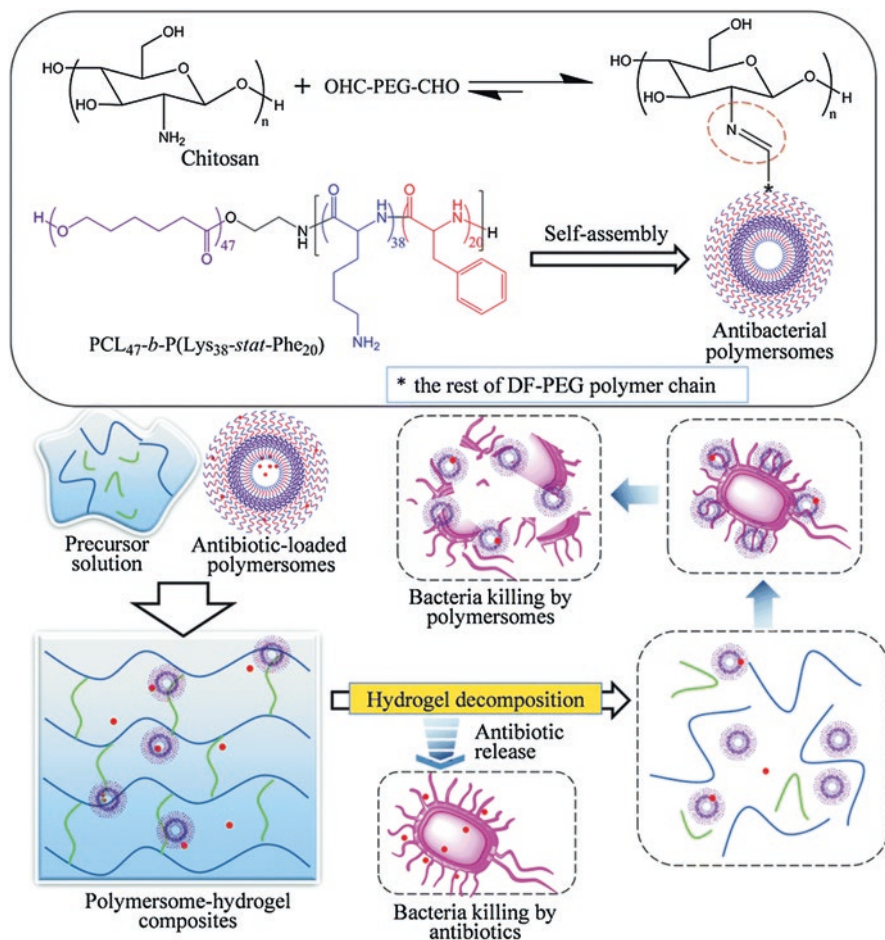 OH
HO
O
O
H
HO
n
NH₂
Chitosan
+
OHC-PEG-CHO
OH
HO
O
O
H
HO
n
N
*
H
O
O
47
O
N
H
O
H
N
38
O
H
N
20
H
NH₂
PCL₄₇-b-P(Lys₃₈-stat-Phe₂₀)
Self-assembly
Antibacterial
polymersomes
* the rest of DF-PEG polymer chain
Precursor
solution
Antibiotic-loaded
polymersomes
Bacteria killing by
polymersomes
Hydrogel decomposition
Antibiotic
release
Polymersome-hydrogel
composites
Bacteria killing by
antibiotics